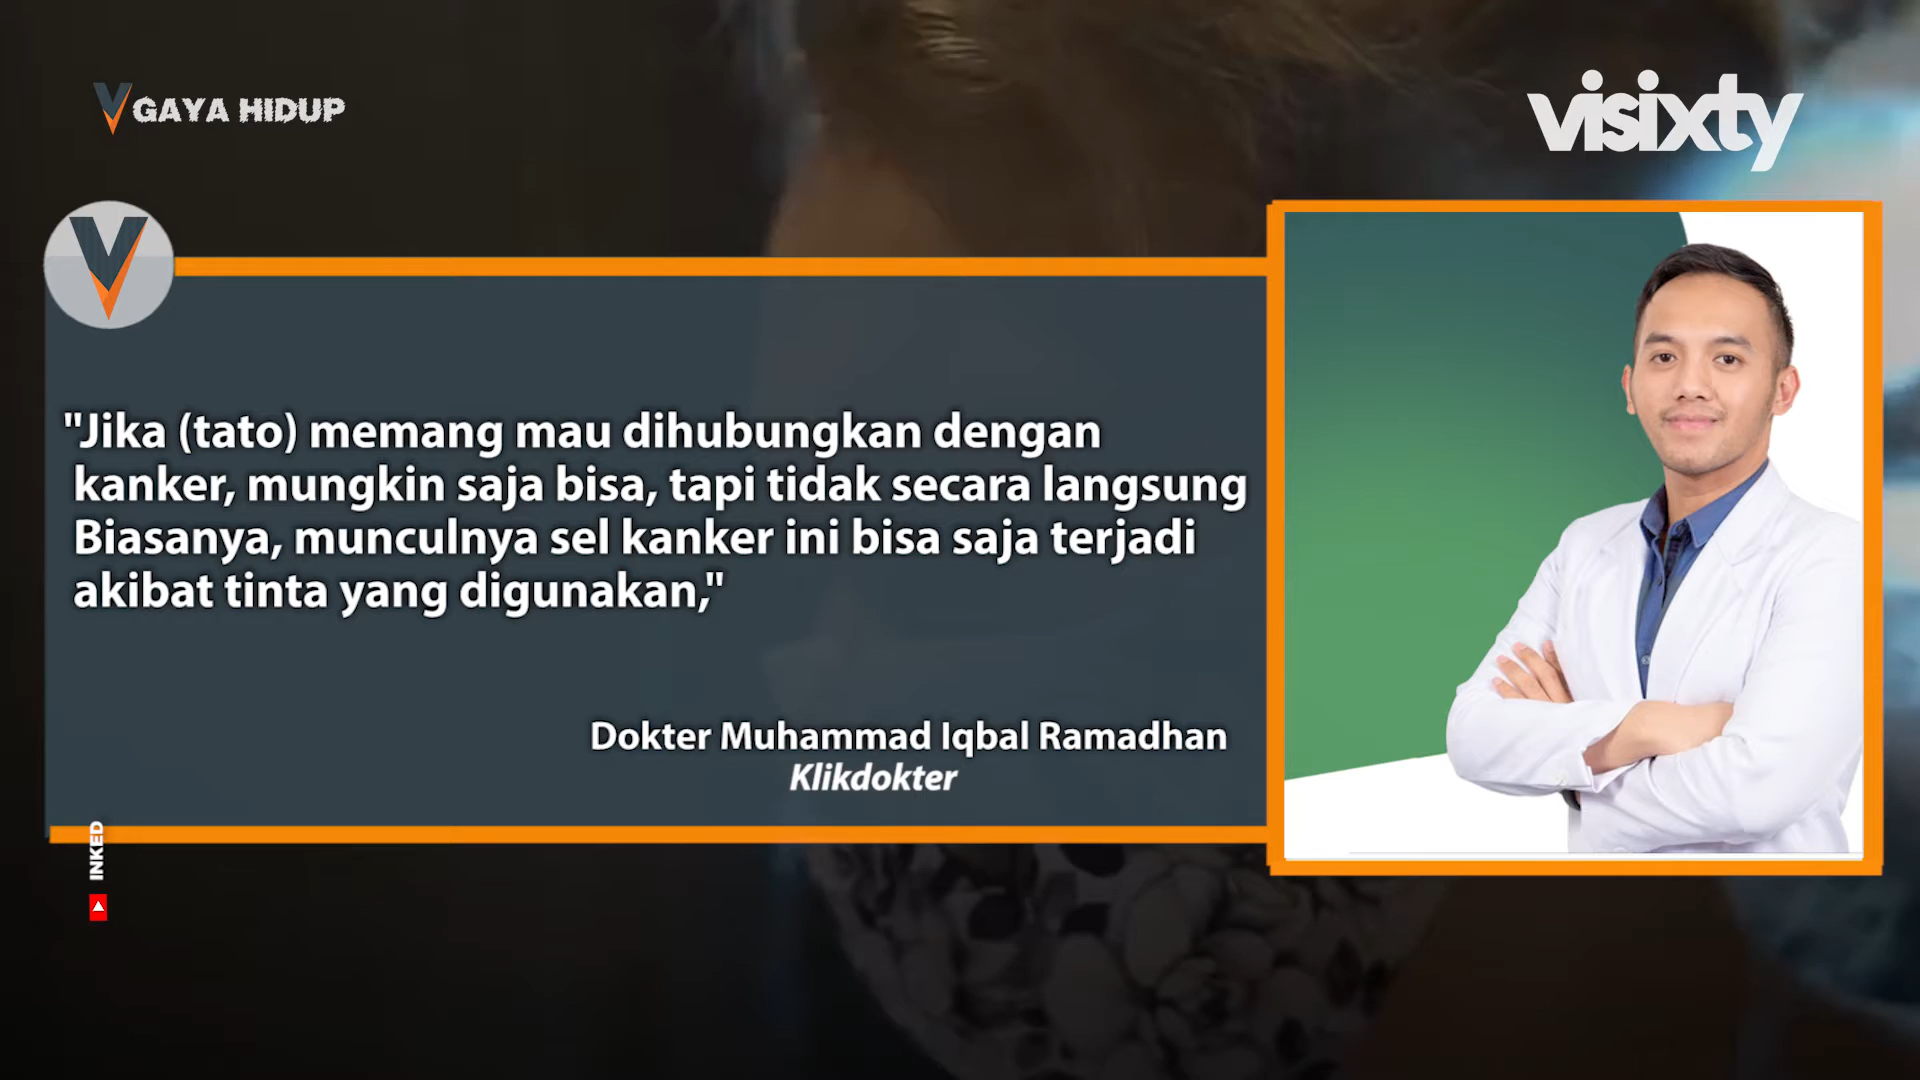 GAYA HIDUP
visixty
"Jika (tato) memang mau dihubungkan dengan
kanker, mungkin saja bisa, tapi tidak secara langsung
Biasanya, munculnya sel kanker ini bisa saja terjadi
akibat tinta yang digunakan,"
Dokter Muhammad Iqbal Ramadhan
Klikdokter
INKED